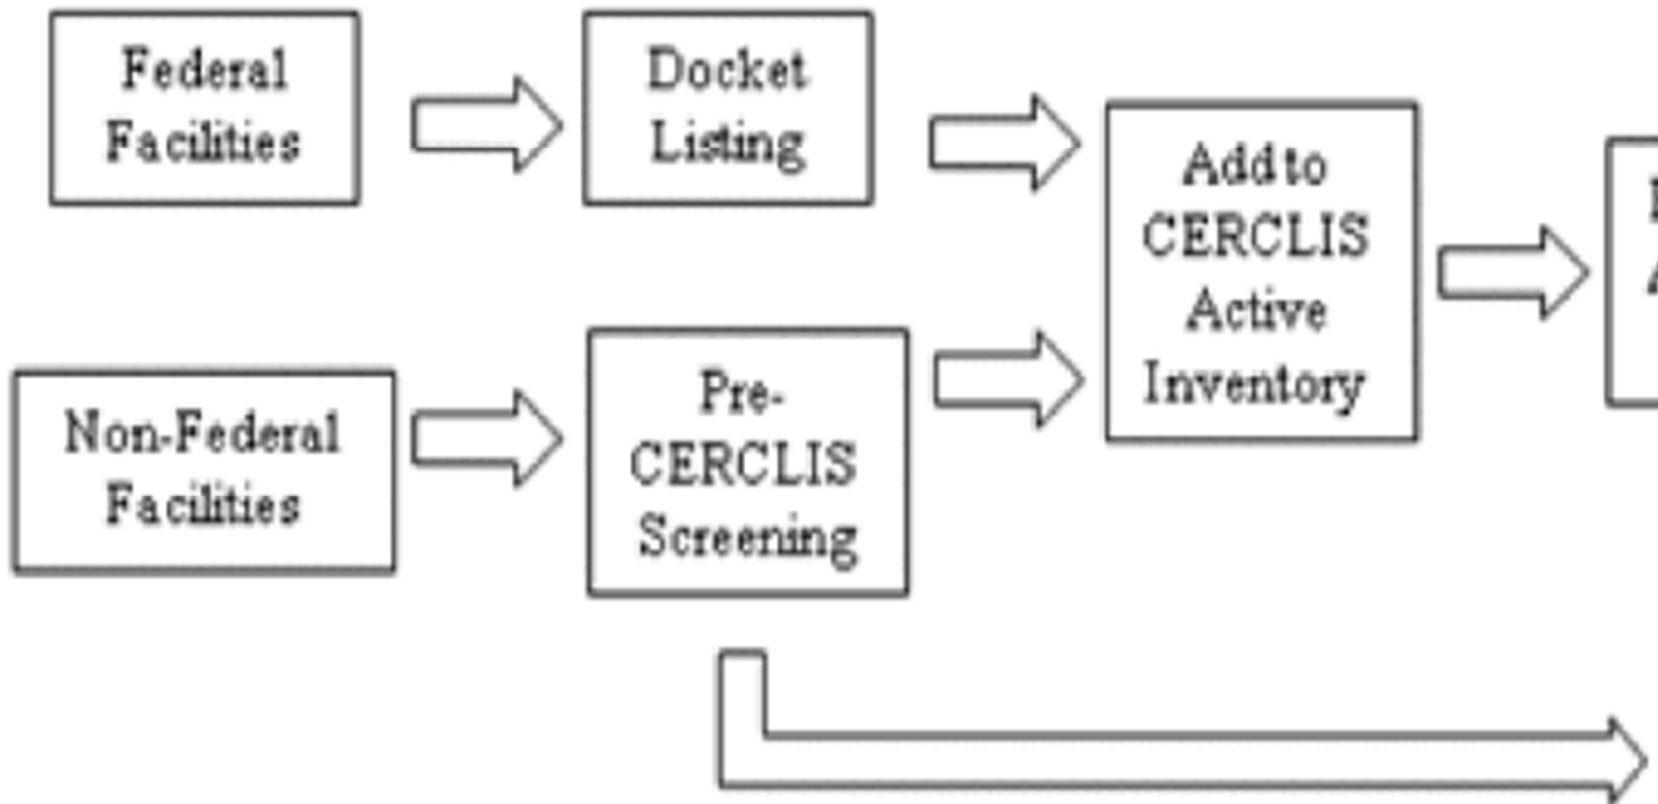 Federal
Facilities
Docket
Listing
Add to
CERCLIS
Active
Inventory
Non-Federal
Facilities
Pre-
CERCLIS
Screening